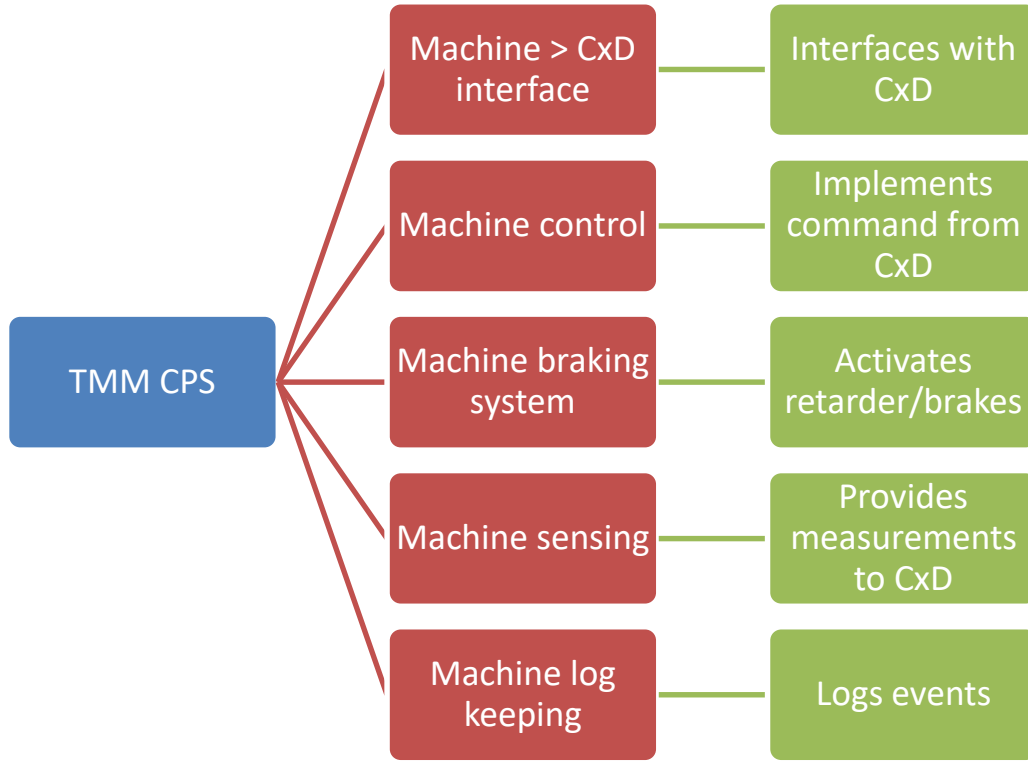 Machine > CxD
interface
Interfaces with
CxD
Machine control
Implements
command from
CxD
TMM CPS
Machine braking
system
Activates
retarder/brakes
Machine sensing
Provides
measurements
to CxD
Machine log
keeping
Logs events